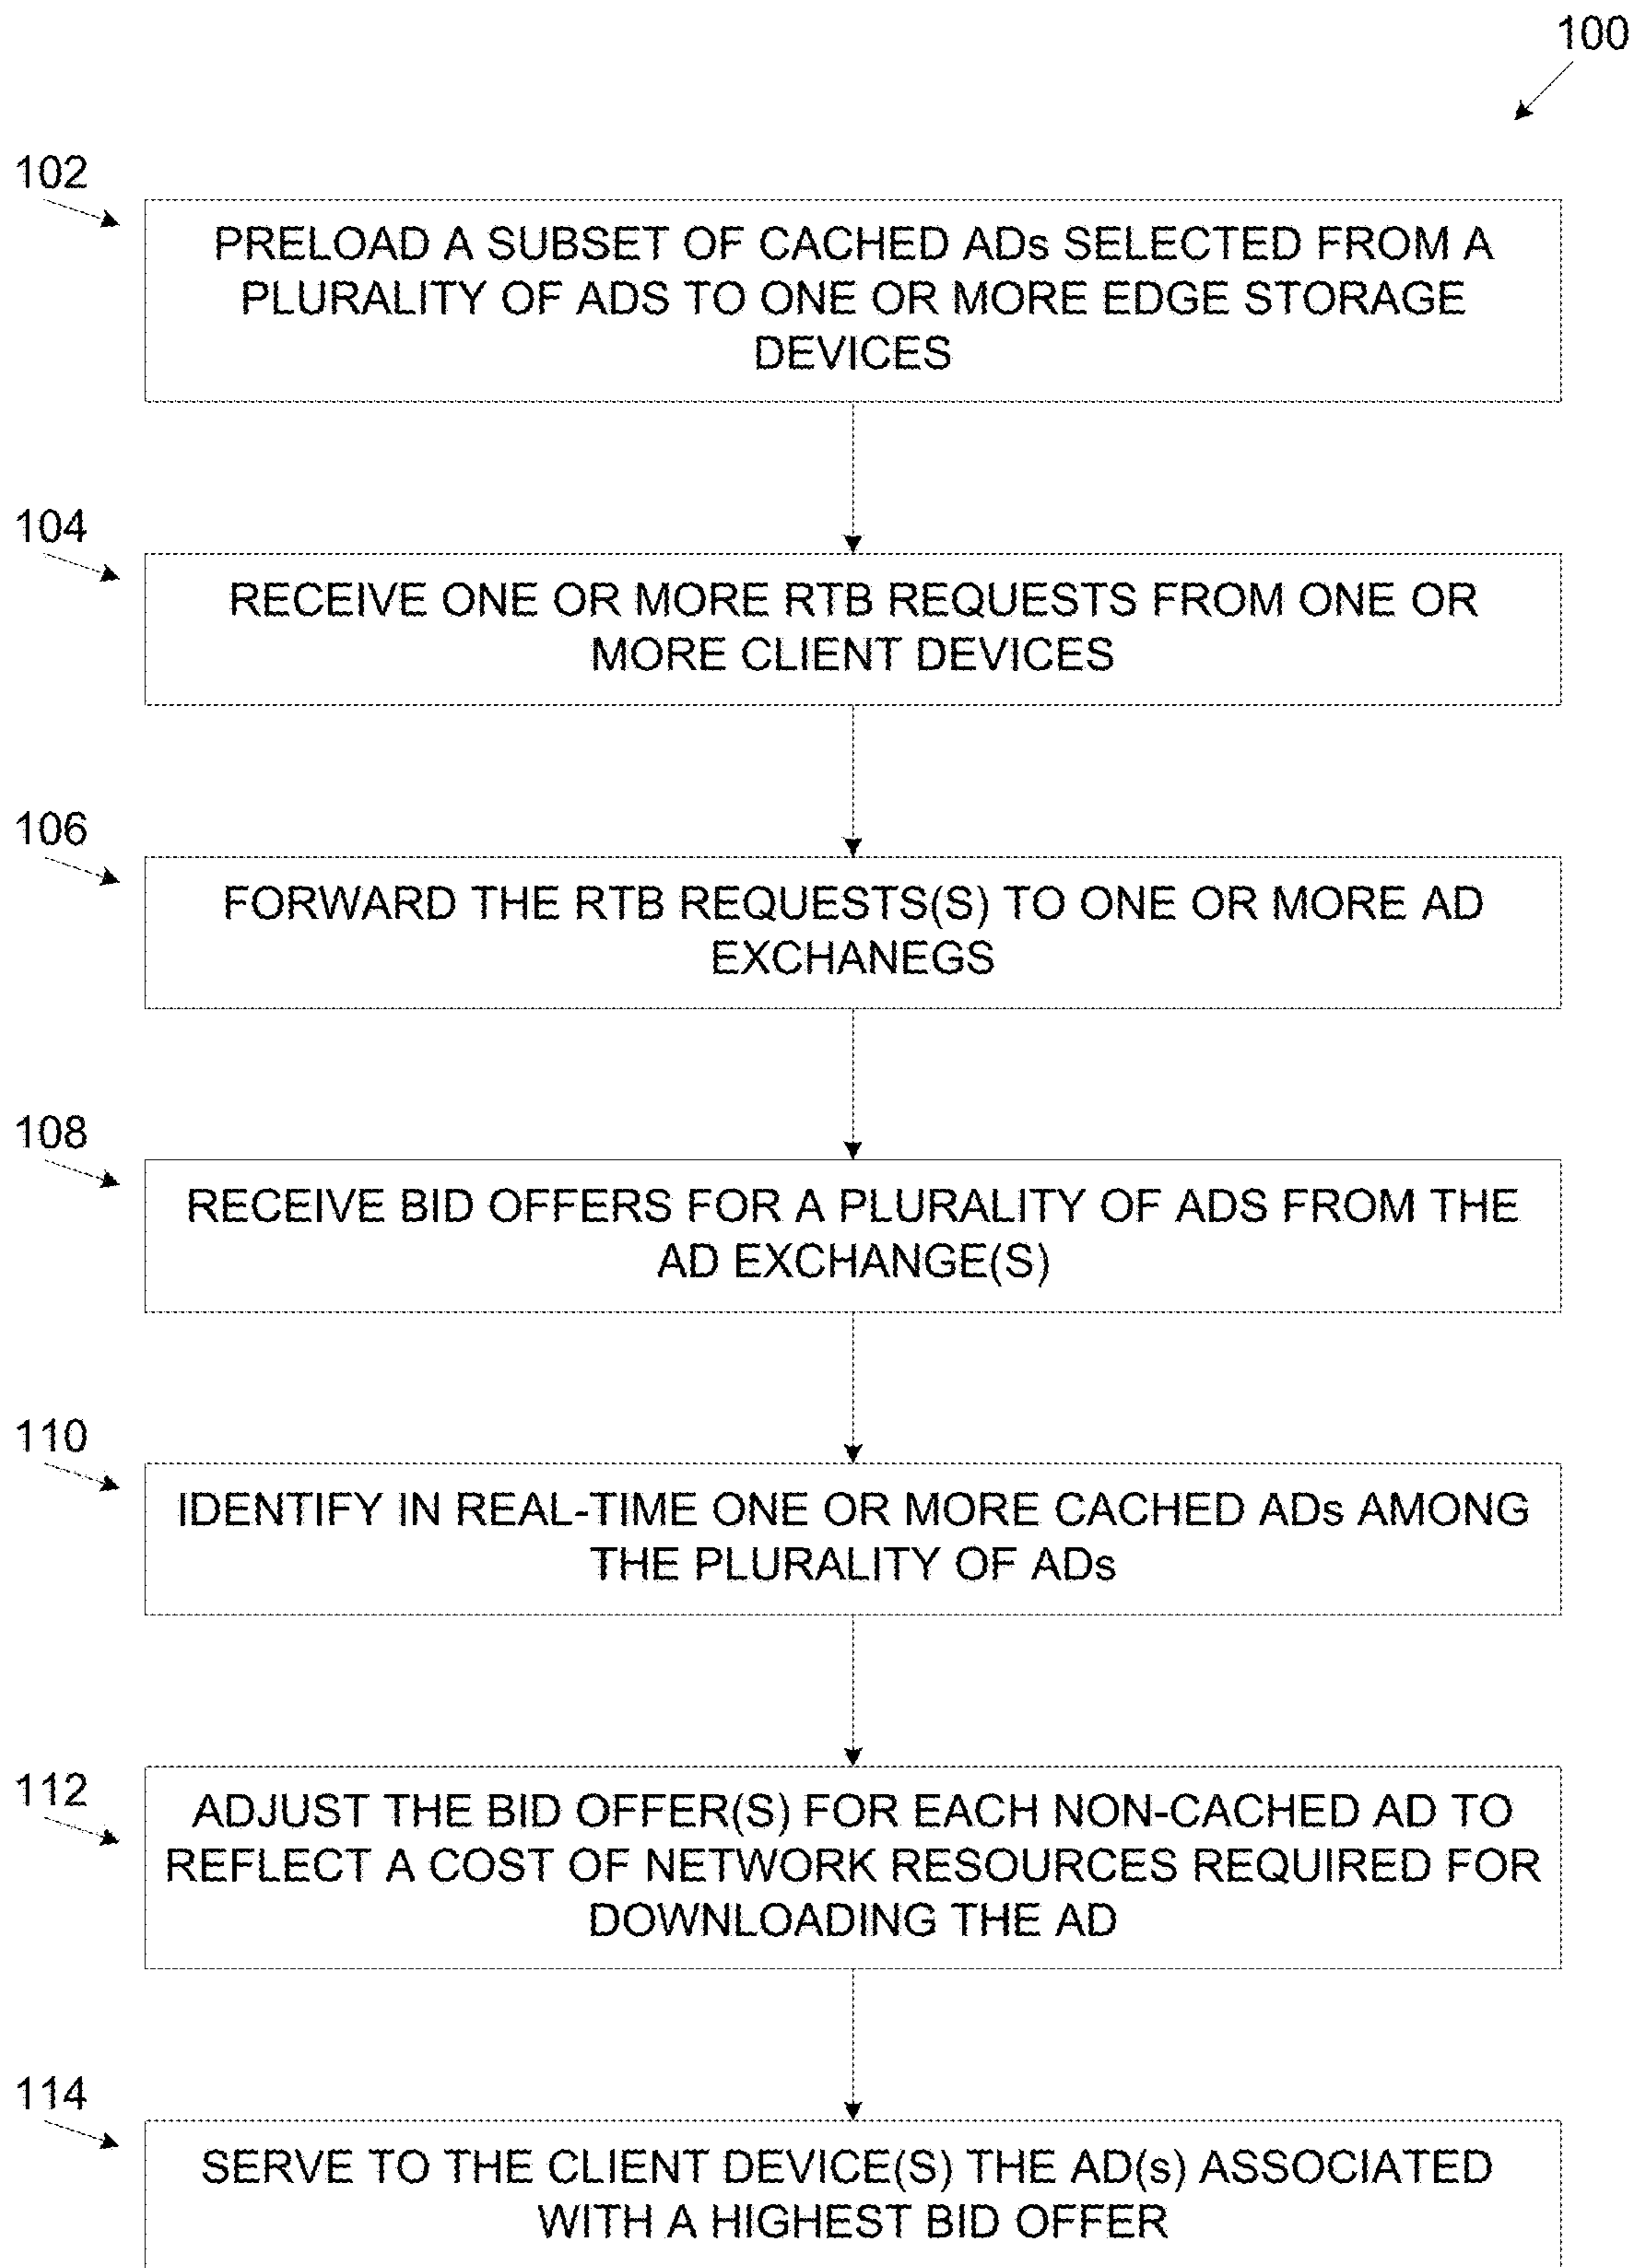 100
102
PRELOAD A SUBSET OF CACHED ADs SELECTED FROM A
PLURALITY OF ADS TO ONE OR MORE EDGE STORAGE
DEVICES
104
RECEIVE ONE OR MORE RTB REQUESTS FROM ONE OR
MORE CLIENT DEVICES
106
FORWARD THE RTB REQUESTS(S) TO ONE OR MORE AD
EXCHANEGS
108
RECEIVE BID OFFERS FOR A PLURALITY OF ADS FROM THE
AD EXCHANGE(S)
110
IDENTIFY IN REAL-TIME ONE OR MORE CACHED ADs AMONG
THE PLURALITY OF ADs
112
ADJUST THE BID OFFER(S) FOR EACH NON-CACHED AD TO
REFLECT A COST OF NETWORK RESOURCES REQUIRED FOR
DOWNLOADING THE AD
114
SERVE TO THE CLIENT DEVICE(S) THE AD(s) ASSOCIATED
WITH A HIGHEST BID OFFER